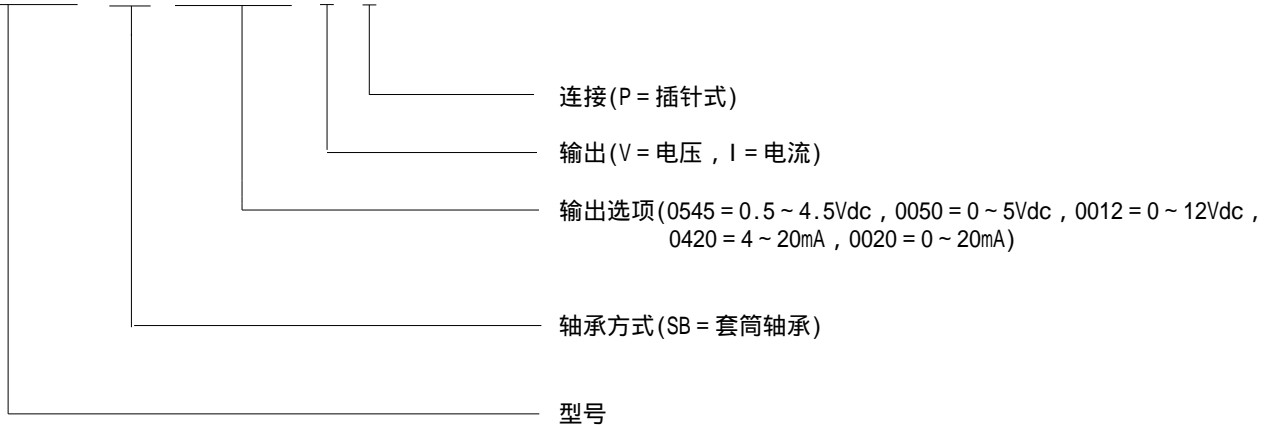 连接(P=插针式)
输出(V=电压，I=电流)
输出选项(0545=0.5~4.5Vdc，0050=0~5Vdc，0012=0~12Vdc，
0420=4~20mA，0020=0~20mA)
轴承方式(SB=套筒轴承)
型号